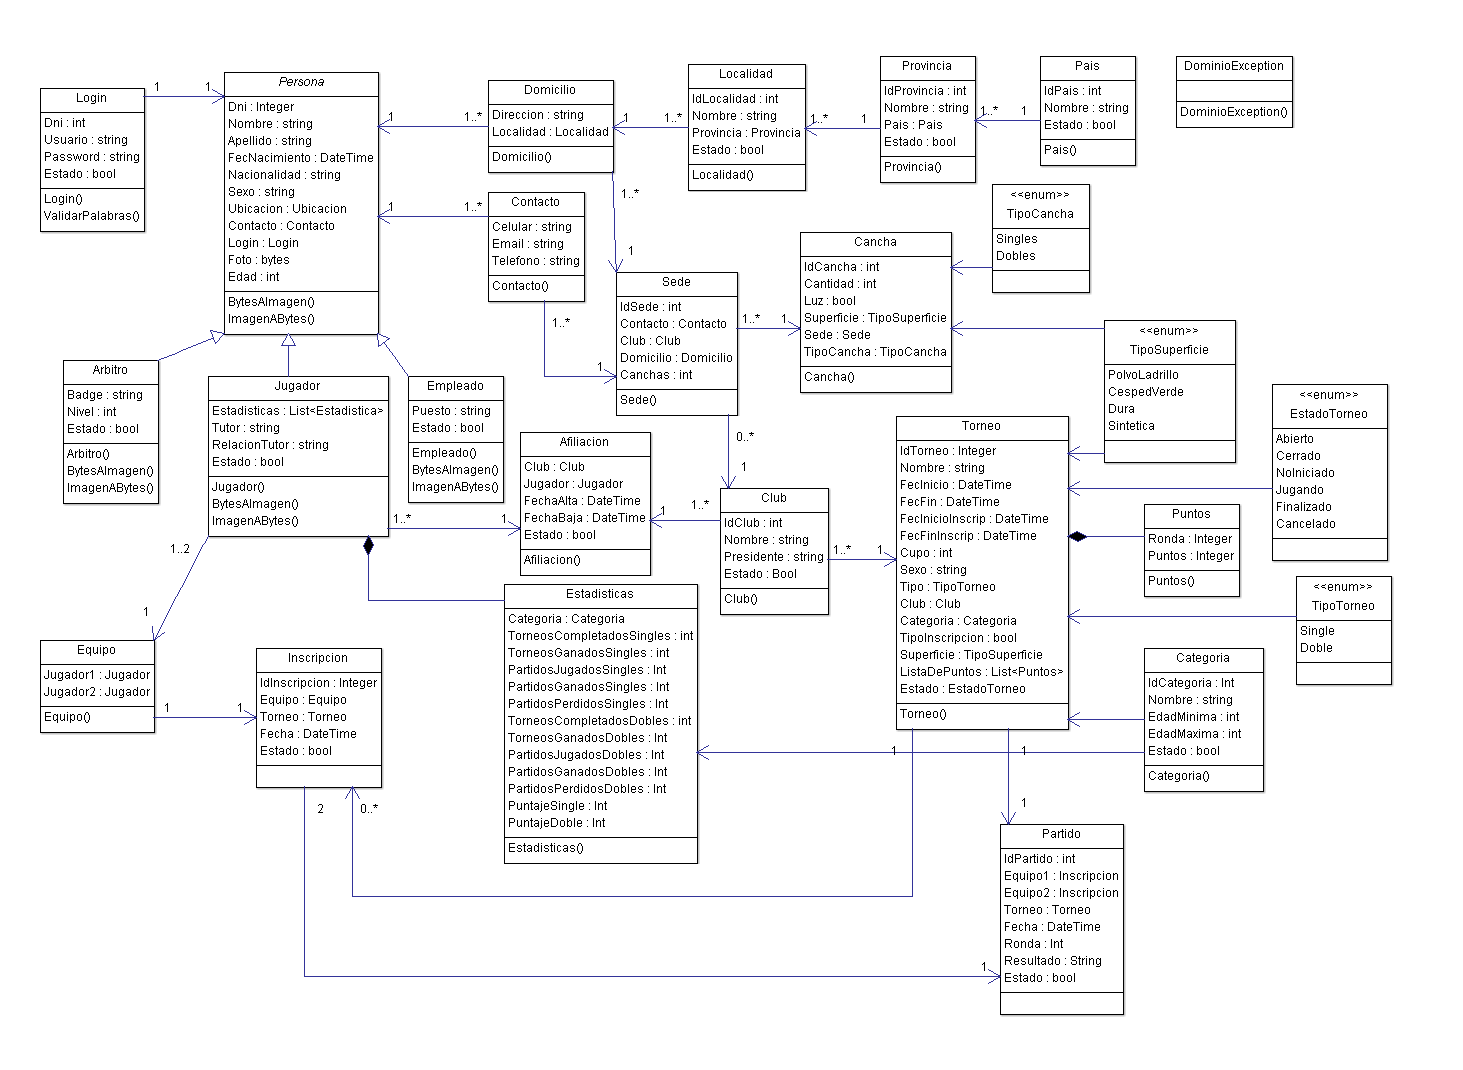 Login
Dni : int
Usuario : string
Password : string
Estado : bool
Login()
ValidarPalabras()
1
1
Persona
Dni : Integer
Nombre : string
Apellido : string
FecNacimiento : DateTime
Nacionalidad : string
Sexo : string
Ubicacion : Ubicacion
Contacto : Contacto
Login : Login
Foto : bytes
Edad : int
BytesAImagen()
ImagenABytes()
1
1..*
Domicilio
Direccion : string
Localidad : Localidad
Domicilio()
1
1..*
Localidad
IdLocalidad : int
Nombre : string
Provincia : Provincia
Estado : bool
Localidad()
1..*
1
Provincia
IdProvincia : int
Nombre : string
Pais : Pais
Estado : bool
Provincia()
1..*
1
Pais
IdPais : int
Nombre : string
Estado : bool
Pais()
DominioException
DominioException()
1
1..*
Contacto
Celular : string
Email : string
Telefono : string
Contacto()
1..*
1
1..*
1
Sede
IdSede : int
Contacto : Contacto
Club : Club
Domicilio : Domicilio
Canchas : int
Sede()
1..*
1
Cancha
IdCancha : int
Cantidad : int
Luz : bool
Superficie : TipoSuperficie
Sede : Sede
TipoCancha : TipoCancha
Cancha()
<<enum>>
TipoCancha
Singles
Dobles
<<enum>>
TipoSuperficie
PolvoLadrillo
CespedVerde
Dura
Sintetica
<<enum>>
EstadoTorneo
Abierto
Cerrado
NoIniciado
Jugando
Finalizado
Cancelado
Arbitro
Badge : string
Nivel : int
Estado : bool
Arbitro()
BytesAImagen()
ImagenABytes()
Jugador
Estadisticas : List<Estadistica>
Tutor : string
RelacionTutor : string
Estado : bool
Jugador()
BytesAImagen()
ImagenABytes()
Empleado
Puesto : string
Estado : bool
Empleado()
BytesAImagen()
ImagenABytes()
1..*
1
Afiliacion
Club : Club
Jugador : Jugador
FechaAlta : DateTime
FechaBaja : DateTime
Estado : bool
Afiliacion()
1
1..*
0..*
1
Club
IdClub : int
Nombre : string
Presidente : string
Estado : Bool
Club()
1..*
1
Torneo
IdTorneo : Integer
Nombre : string
FecInicio : DateTime
FecFin : DateTime
FecInicioInscrip : DateTime
FecFinInscrip : DateTime
Cupo : int
Sexo : string
Tipo : TipoTorneo
Club : Club
Categoria : Categoria
TipoInscripcion : bool
Superficie : TipoSuperficie
ListaDePuntos : List<Puntos>
Estado : EstadoTorneo
Torneo()
Puntos
Ronda : Integer
Puntos : Integer
Puntos()
<<enum>>
TipoTorneo
Single
Doble
Categoria
IdCategoria : Int
Nombre : string
EdadMinima : int
EdadMaxima : int
Estado : bool
Categoria()
1..2
1
Equipo
Jugador1 : Jugador
Jugador2 : Jugador
Equipo()
1
1
Inscripcion
IdInscripcion : Integer
Equipo : Equipo
Torneo : Torneo
Fecha : DateTime
Estado : bool
2
0..*
Estadisticas
Categoria : Categoria
TorneosCompletadosSingles : int
TorneosGanadosSingles : int
PartidosJugadosSingles : Int
PartidosGanadosSingles : Int
PartidosPerdidosSingles : Int
TorneosCompletadosDobles : int
TorneosGanadosDobles : Int
PartidosJugadosDobles : Int
PartidosGanadosDobles : Int
PartidosPerdidosDobles : Int
PuntajeSingle : Int
PuntajeDoble : Int
Estadisticas()
1
1
1
Partido
IdPartido : int
Equipo1 : Inscripcion
Equipo2 : Inscripcion
Torneo : Torneo
Fecha : DateTime
Ronda : Int
Resultado : String
Estado : bool
1